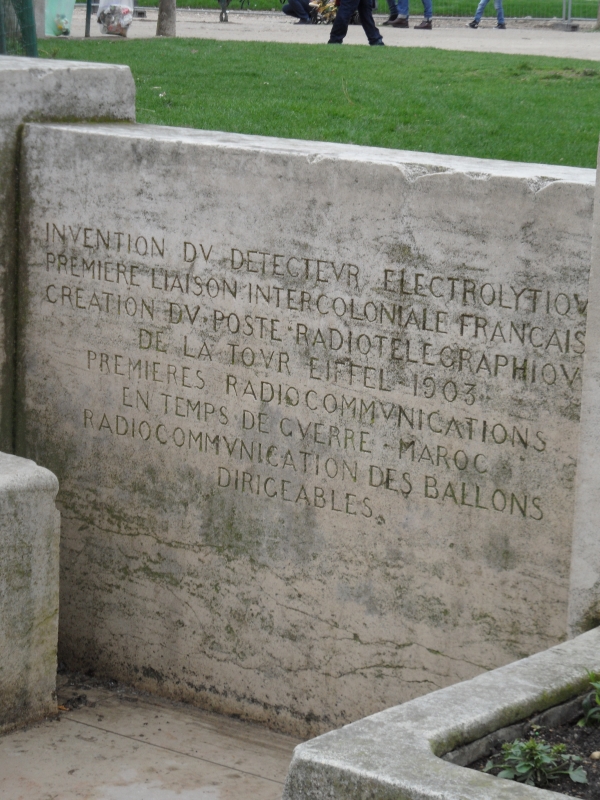 INVENTION DV DETECTEVR ELECTROLYTIQV
PREMIERE LIAISON INTERCOLONIALE FRANCAIS
CREATION DV POSTE RADIOTELEGRAPHIQV
DE LA TOVR EIFFEL - 1903
PREMIERES RADIOCOMMVNICATIONS
EN TEMPS DE GVERRE - MAROC
RADIOCOMMVNICATION DES BALLONS
DIRIGEABLES.